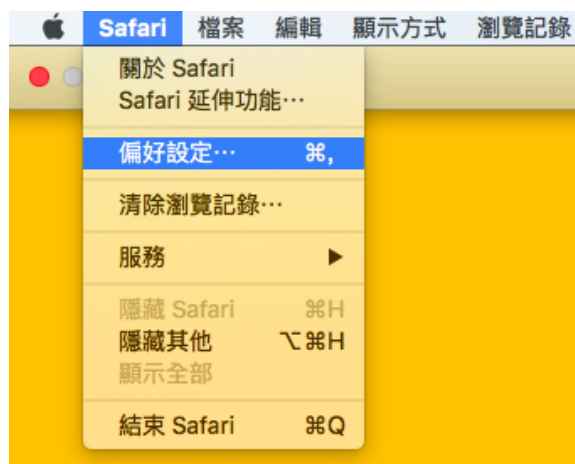 Safari 檔案 編輯 顯示方式 瀏覽記錄
關於 Safari
Safari 延伸功能⋯
偏好設定⋯ ⌘,
清除瀏覽記錄⋯
服務 ▶
隱藏 Safari ⌘H
隱藏其他 ⌥⌘H
顯示全部
結束 Safari ⌘Q